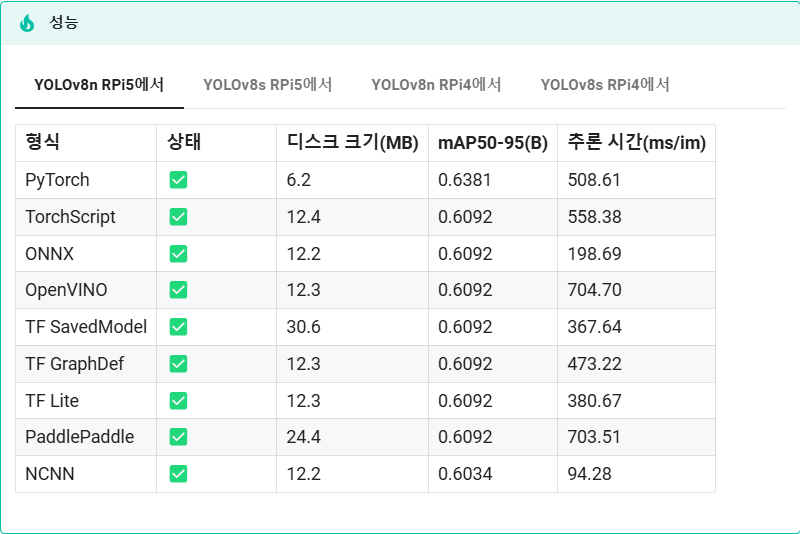 성능
YOLOv8n RPi5에서 YOLOv8s RPi5에서 YOLOv8n RPi4에서 YOLOv8s RPi4에서
형식 상태 디스크 크기(MB) mAP50-95(B) 추론 시간(ms/im)
PyTorch ✅ 6.2 0.6381 508.61
TorchScript ✅ 12.4 0.6092 558.38
ONNX ✅ 12.2 0.6092 198.69
OpenVINO ✅ 12.3 0.6092 704.70
TF SavedModel ✅ 30.6 0.6092 367.64
TF GraphDef ✅ 12.3 0.6092 473.22
TF Lite ✅ 12.3 0.6092 380.67
PaddlePaddle ✅ 24.4 0.6092 703.51
NCNN ✅ 12.2 0.6034 94.28